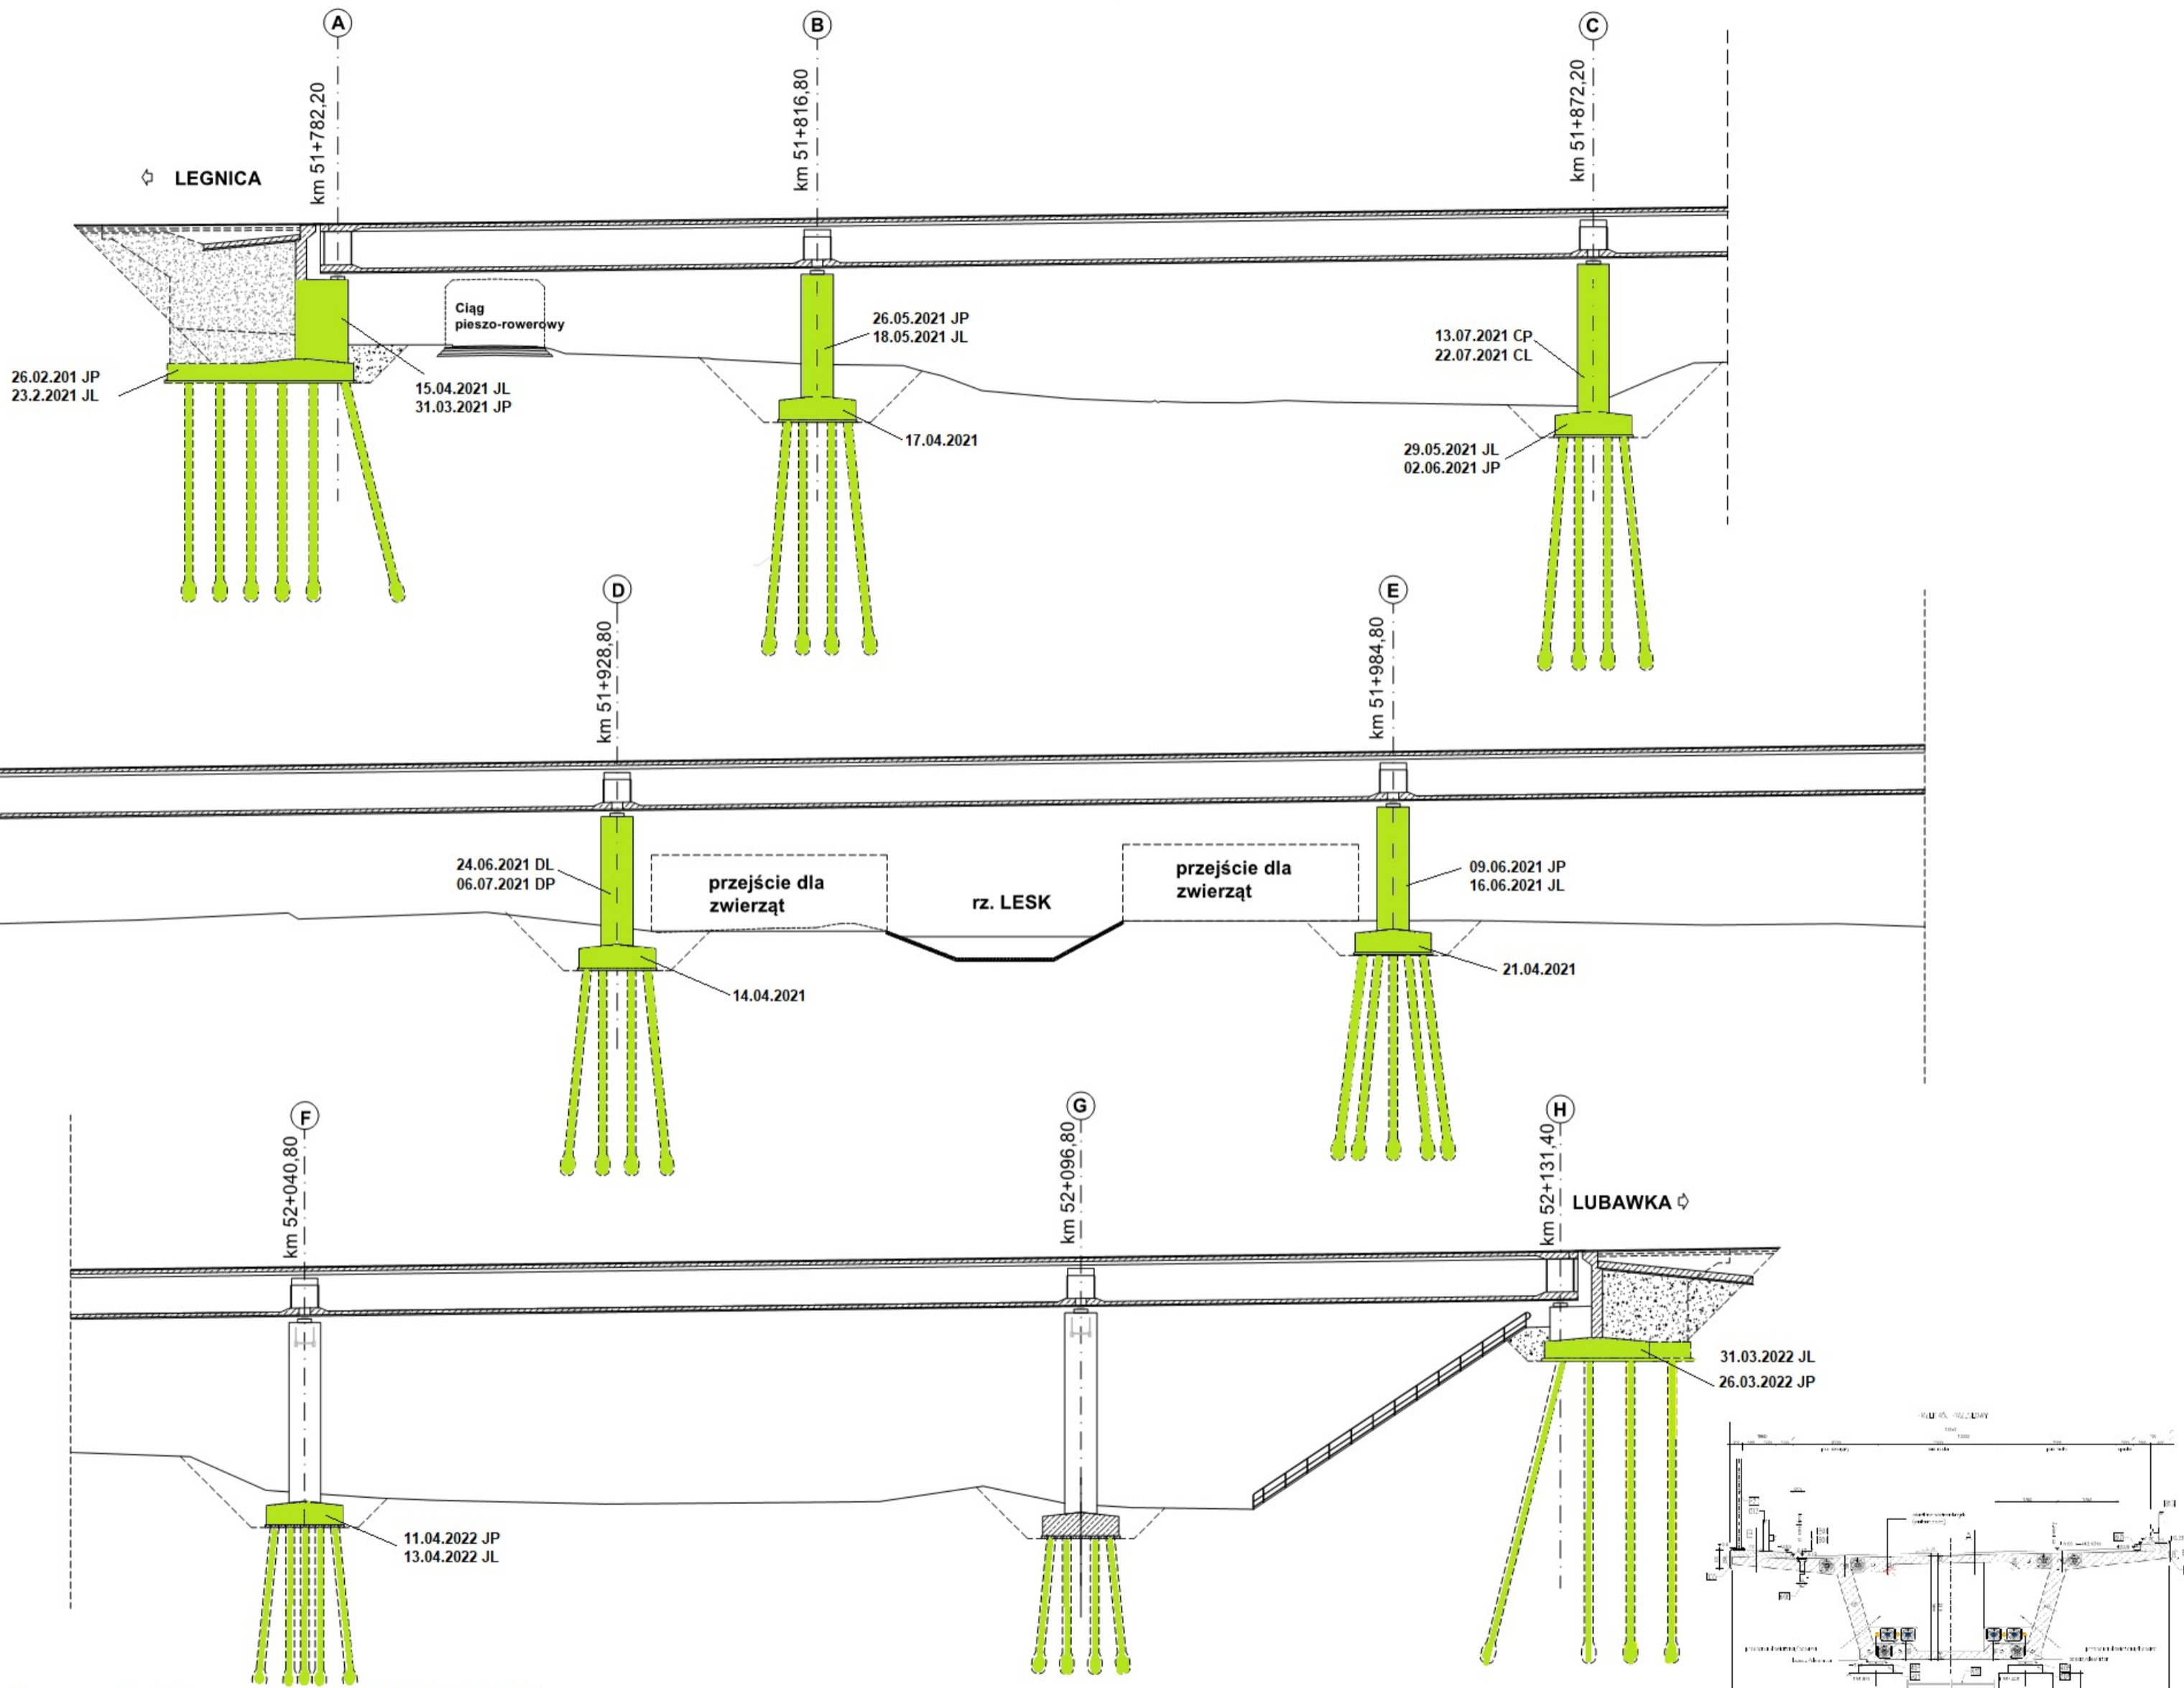 A
B
C
km 51+782,20
km 51+816,80
km 51+872,20
LEGNICA
Ciąg
pieszo-rowerowy
26.05.2021 JP
18.05.2021 JL
13.07.2021 CP
22.07.2021 CL
26.02.201 JP
23.2.2021 JL
15.04.2021 JL
31.03.2021 JP
17.04.2021
29.05.2021 JL
02.06.2021 JP
D
E
km 51+928,80
km 51+984,80
24.06.2021 DL
06.07.2021 DP
przejście dla
zwierząt
rz. LESK
przejście dla
zwierząt
09.06.2021 JP
16.06.2021 JL
14.04.2021
21.04.2021
F
G
H
km 52+040,80
km 52+096,80
km 52+131,40
LUBAWKA
31.03.2022 JL
26.03.2022 JP
11.04.2022 JP
13.04.2022 JL